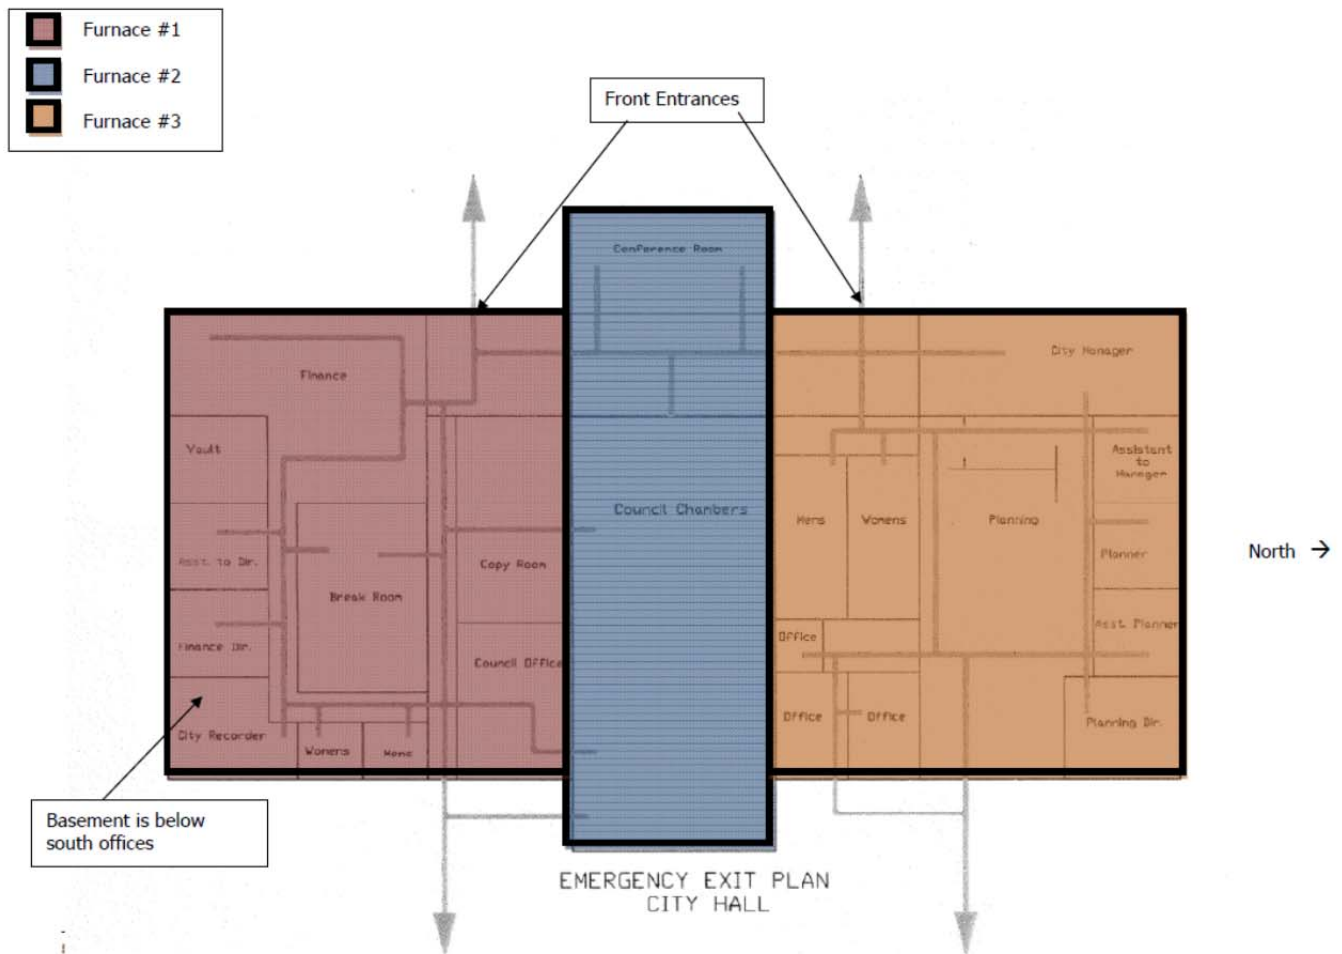 Furnace #1
Furnace #2
Furnace #3
Front Entrances
Conference Room
Finance
City Manager
Vault
Assistant
to
Manager
Council Chambers
Mens
Womens
Planning
Asst. to Dir.
Copy Room
Planner
North →
Break Room
Office
Asst. Planner
Finance Dir.
Council Office
City Recorder
Womens
Mens
Office
Office
Planning Dir.
Basement is below
south offices
EMERGENCY EXIT PLAN
CITY HALL